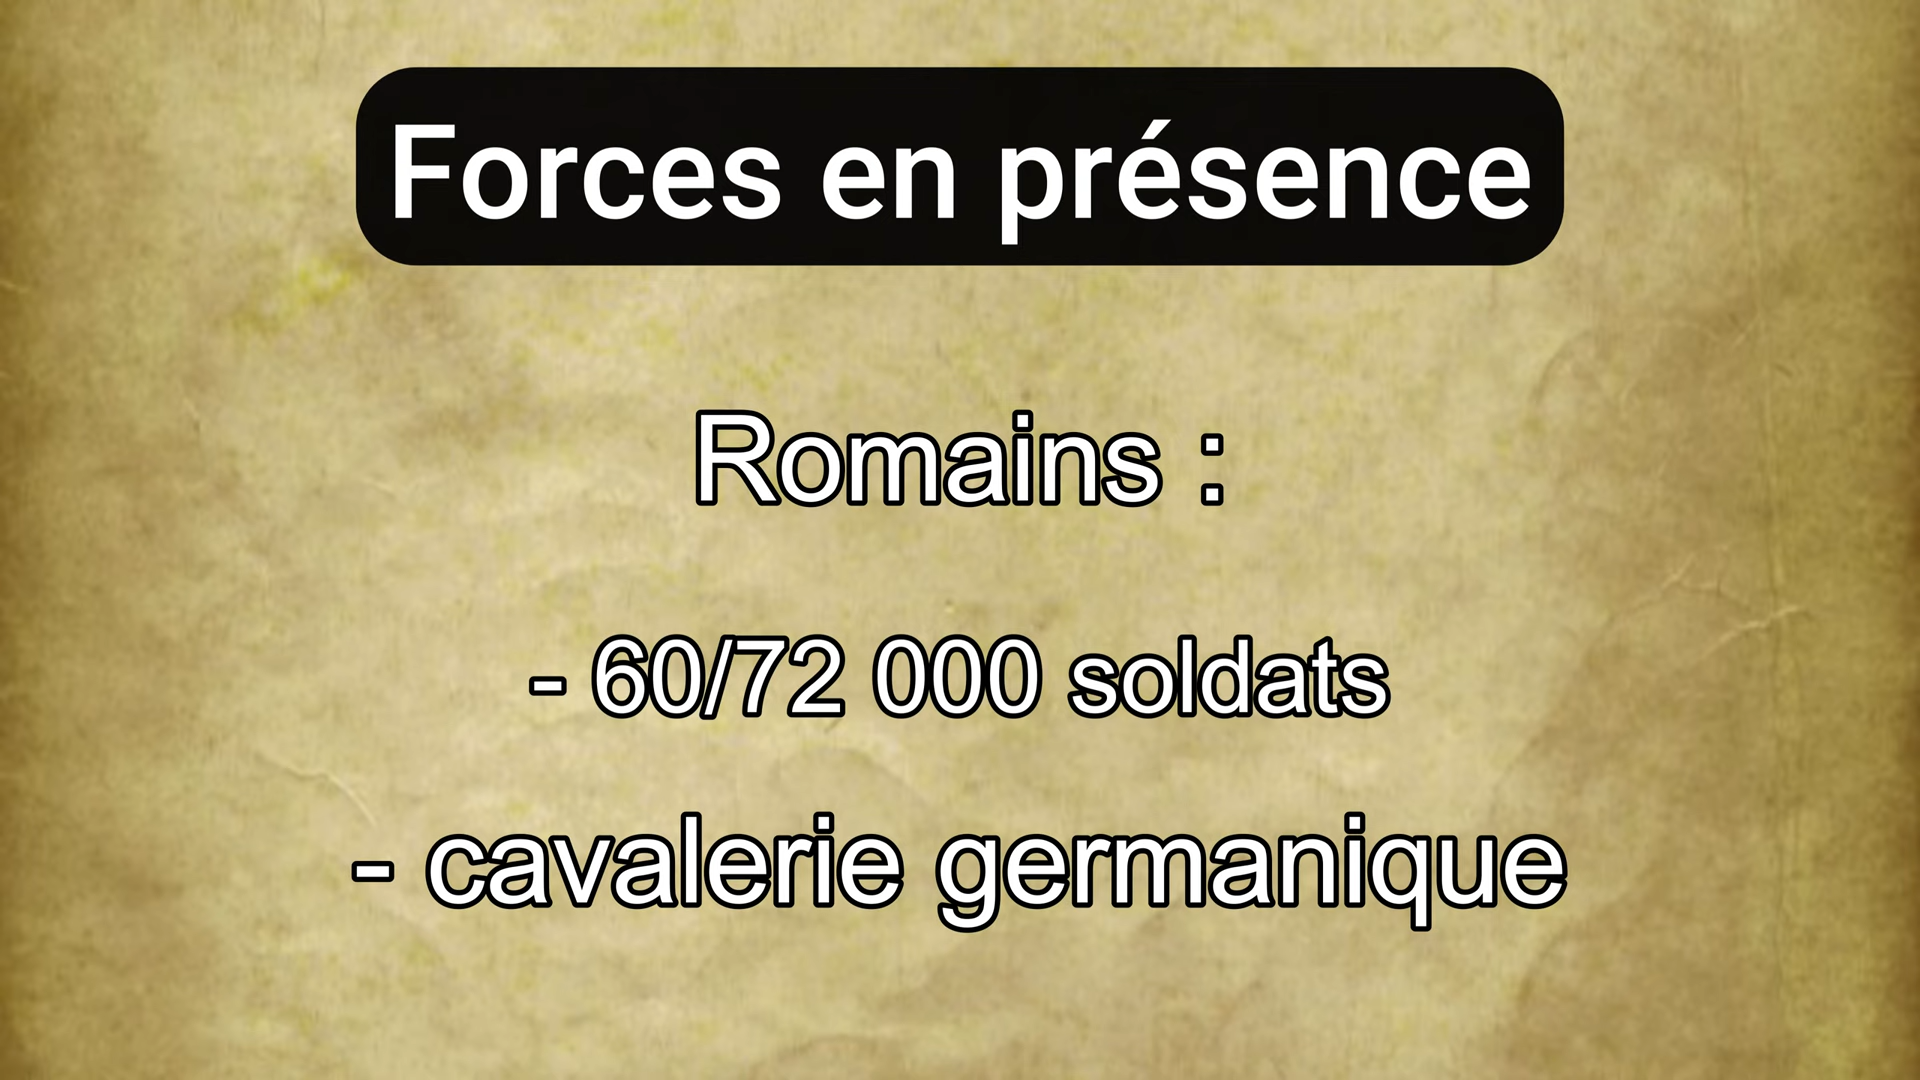 Forces en présence
Romains :
- 60/72 000 soldats
- cavalerie germanique